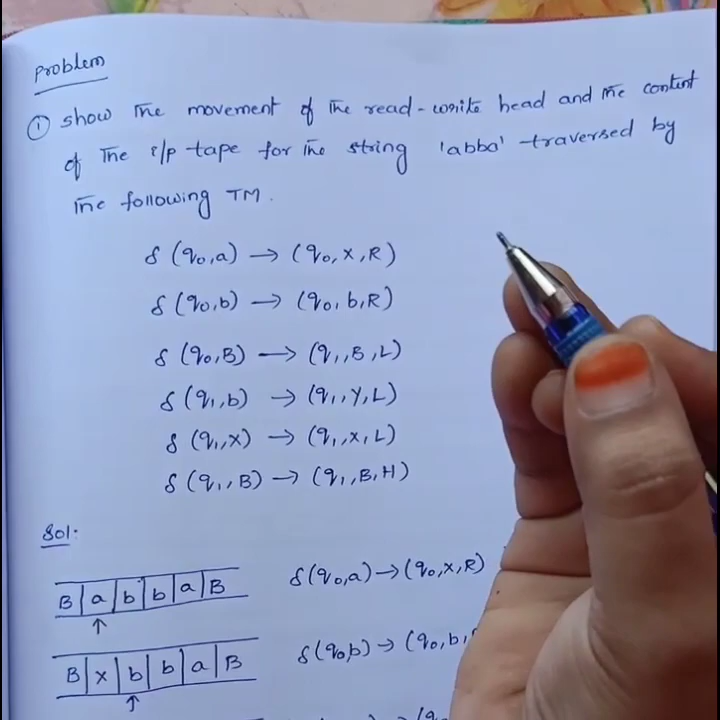 Problem
① show The movement of The read-write head and The content
of The i/p tape for The string 'abba' traversed by
The following TM.
δ(q₀,a) → (q₀,X,R)
δ(q₀,b) → (q₀,b,R)
δ(q₀,B) → (q₁,B,L)
δ(q₁,b) → (q₁,Y,L)
δ(q₁,X) → (q₁,X,L)
δ(q₁,B) → (q₁,B,H)
Sol:
B|a|b|b|a|B δ(q₀,a)→(q₀,X,R)
↑
B|X|b|b|a|B δ(q₀,b)→(q₀,b,
↑